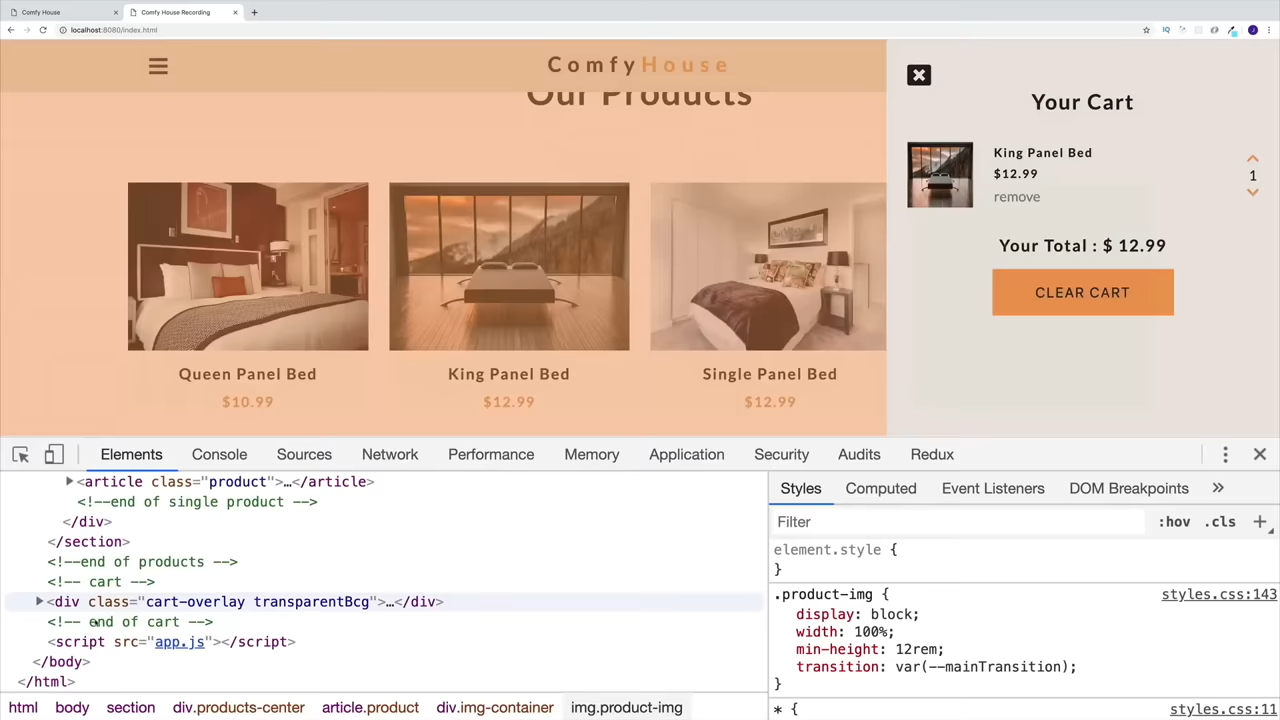 Comfy House
Comfy House Recording
localhost:8080/index.html
ComfyHouse
Our Products
Your Cart
King Panel Bed
$12.99
remove
1
Your Total : $ 12.99
CLEAR CART
Queen Panel Bed
King Panel Bed
Single Panel Bed
$10.99
$12.99
$12.99
Elements Console Sources Network Performance Memory Application Security Audits Redux
<article class="product">…</article>
<!--end of single product -->
</div>
</section>
<!--end of products -->
<!-- cart -->
<div class="cart-overlay transparentBcg">…</div>
<!-- end of cart -->
<script src="app.js"></script>
</body>
</html>
html body section div.products-center article.product div.img-container img.product-img
Styles Computed Event Listeners DOM Breakpoints »
Filter :hov .cls +
element.style {
}
.product-img { styles.css:143
display: block;
width: 100%;
min-height: 12rem;
transition: var(--mainTransition);
}
* { styles.css:11